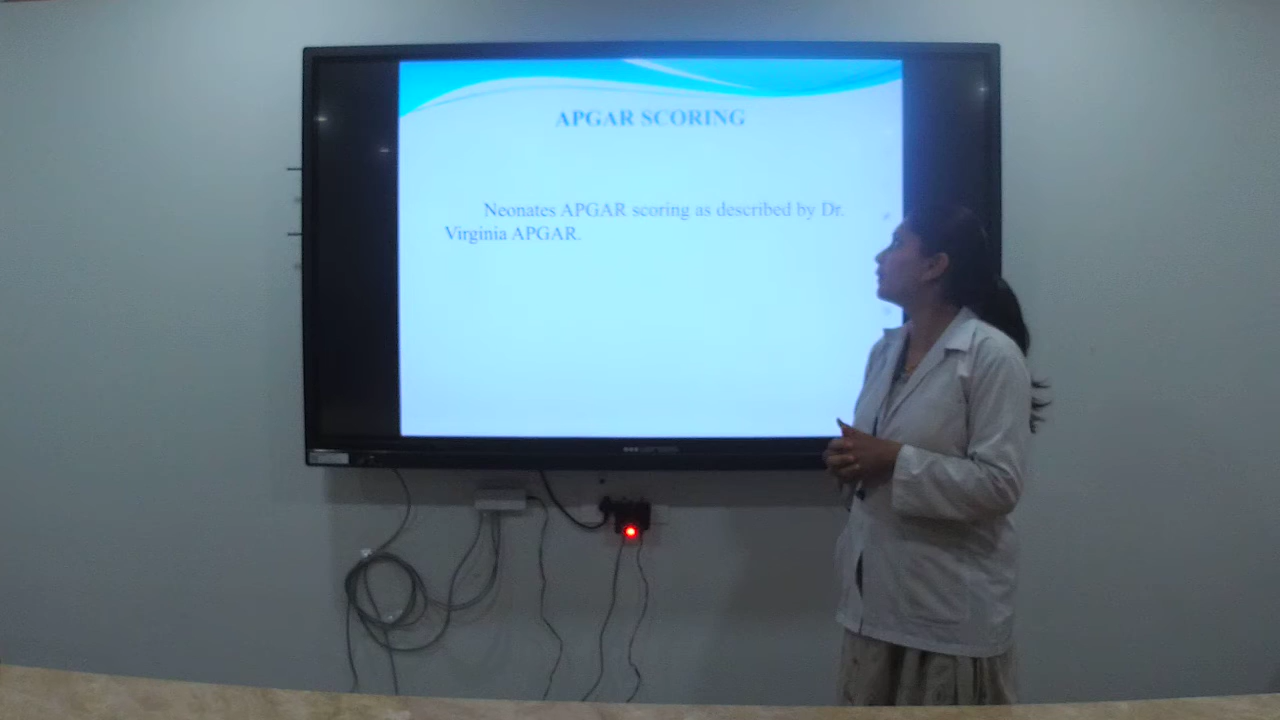 APGAR SCORING
Neonates APGAR scoring as described by Dr.
Virginia APGAR.